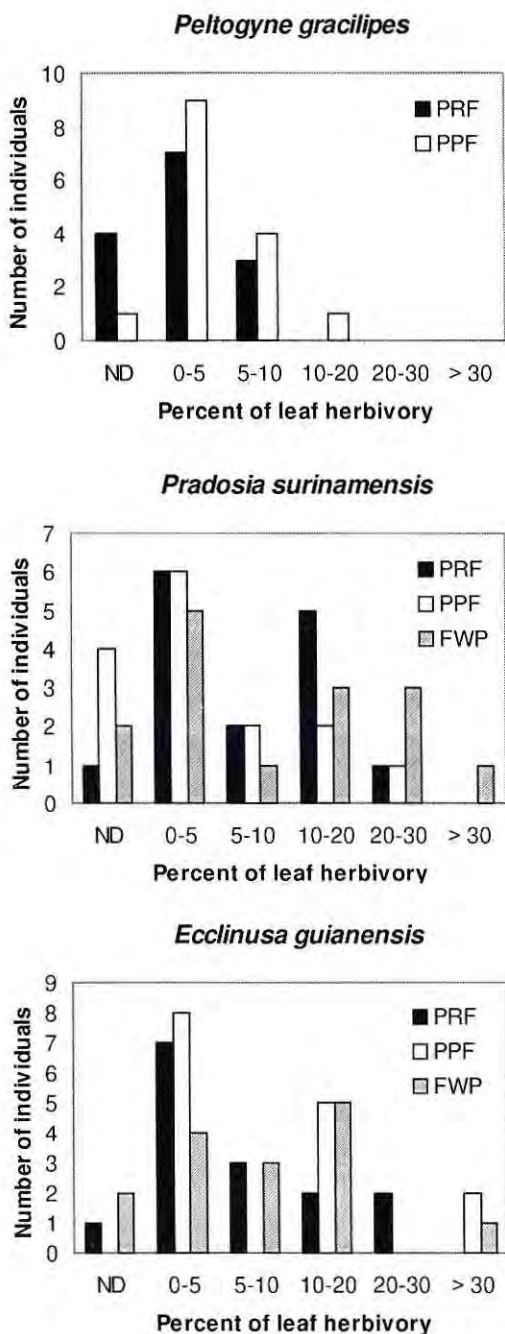 Peltogyne gracilipes
Number of individuals
10
8
6
4
2
0
PRF
PPF
ND 0-5 5-10 10-20 20-30 > 30
Percent of leaf herbivory
Pradosia surinamensis
Number of individuals
7
6
5
4
3
2
1
0
PRF
PPF
FWP
ND 0-5 5-10 10-20 20-30 > 30
Percent of leaf herbivory
Ecclinusa guianensis
Number of individuals
9
8
7
6
5
4
3
2
1
0
PRF
PPF
FWP
ND 0-5 5-10 10-20 20-30 > 30
Percent of leaf herbivory